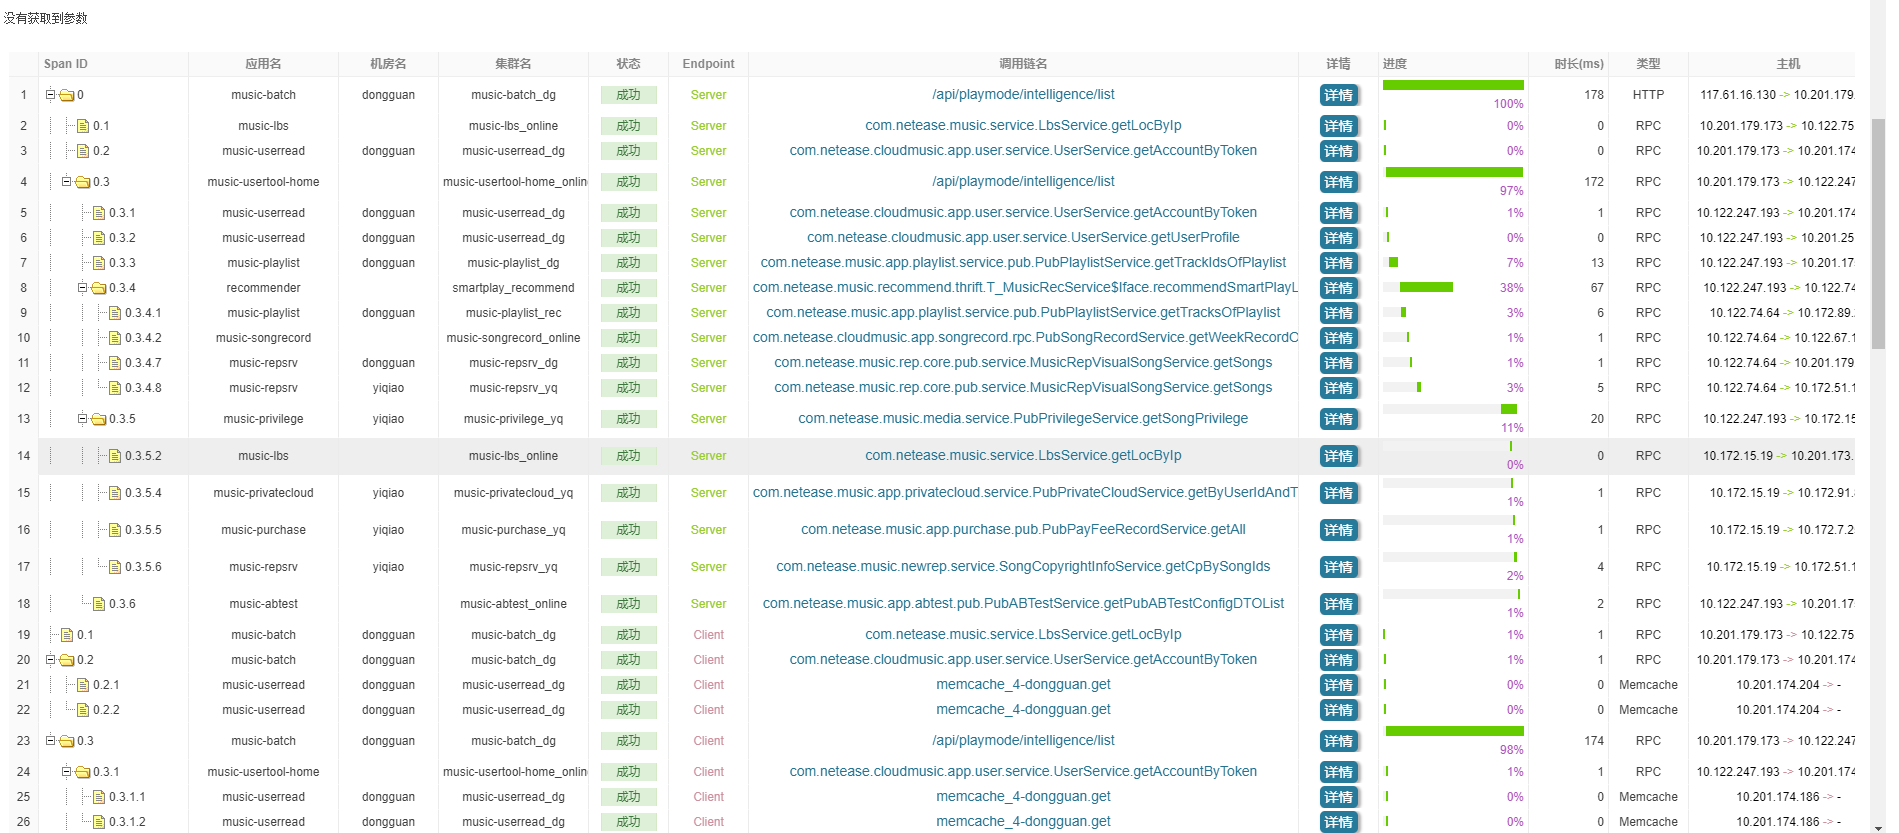 没有获取到参数
Span ID 应用名 机房名 集群名 状态 Endpoint 调用链名 详情 进度 时长(ms) 类型 主机
1 0 music-batch dongguan music-batch_dg 成功 Server /api/playmode/intelligence/list 详情 100% 178 HTTP 117.61.16.130 -> 10.201.179.
2 0.1 music-lbs music-lbs_online 成功 Server com.netease.music.service.LbsService.getLocByIp 详情 0% 0 RPC 10.201.179.173 -> 10.122.75
3 0.2 music-userread dongguan music-userread_dg 成功 Server com.netease.cloudmusic.app.user.service.UserService.getAccountByToken 详情 0% 0 RPC 10.201.179.173 -> 10.201.174
4 0.3 music-usertool-home music-usertool-home_onlin 成功 Server /api/playmode/intelligence/list 详情 97% 172 RPC 10.201.179.173 -> 10.122.247
5 0.3.1 music-userread dongguan music-userread_dg 成功 Server com.netease.cloudmusic.app.user.service.UserService.getAccountByToken 详情 1% 1 RPC 10.122.247.193 -> 10.201.174
6 0.3.2 music-userread dongguan music-userread_dg 成功 Server com.netease.cloudmusic.app.user.service.UserService.getUserProfile 详情 0% 0 RPC 10.122.247.193 -> 10.201.25
7 0.3.3 music-playlist dongguan music-playlist_dg 成功 Server com.netease.music.app.playlist.service.pub.PubPlaylistService.getTrackIdsOfPlaylist 详情 7% 13 RPC 10.122.247.193 -> 10.201.17
8 0.3.4 recommender smartplay_recommend 成功 Server com.netease.music.recommend.thrift.T_MusicRecService$Iface.recommendSmartPlayL 详情 38% 67 RPC 10.122.247.193 -> 10.122.74
9 0.3.4.1 music-playlist dongguan music-playlist_rec 成功 Server com.netease.music.app.playlist.service.pub.PubPlaylistService.getTracksOfPlaylist 详情 3% 6 RPC 10.122.74.64 -> 10.172.89.
10 0.3.4.2 music-songrecord music-songrecord_online 成功 Server com.netease.cloudmusic.app.songrecord.rpc.PubSongRecordService.getWeekRecordO 详情 1% 1 RPC 10.122.74.64 -> 10.122.67.1
11 0.3.4.7 music-repsrv dongguan music-repsrv_dg 成功 Server com.netease.music.rep.core.pub.service.MusicRepVisualSongService.getSongs 详情 1% 1 RPC 10.122.74.64 -> 10.201.179
12 0.3.4.8 music-repsrv yiqiao music-repsrv_yq 成功 Server com.netease.music.rep.core.pub.service.MusicRepVisualSongService.getSongs 详情 3% 5 RPC 10.122.74.64 -> 10.172.51.1
13 0.3.5 music-privilege yiqiao music-privilege_yq 成功 Server com.netease.music.media.service.PubPrivilegeService.getSongPrivilege 详情 11% 20 RPC 10.122.247.193 -> 10.172.15
14 0.3.5.2 music-lbs music-lbs_online 成功 Server com.netease.music.service.LbsService.getLocByIp 详情 0% 0 RPC 10.172.15.19 -> 10.201.173.
15 0.3.5.4 music-privatecloud yiqiao music-privatecloud_yq 成功 Server com.netease.music.app.privatecloud.service.PubPrivateCloudService.getByUserIdAndT 详情 1% 1 RPC 10.172.15.19 -> 10.172.91.
16 0.3.5.5 music-purchase yiqiao music-purchase_yq 成功 Server com.netease.music.app.purchase.pub.PubPayFeeRecordService.getAll 详情 1% 1 RPC 10.172.15.19 -> 10.172.7.2
17 0.3.5.6 music-repsrv yiqiao music-repsrv_yq 成功 Server com.netease.music.newrep.service.SongCopyrightInfoService.getCpBySongIds 详情 2% 4 RPC 10.172.15.19 -> 10.172.51.1
18 0.3.6 music-abtest music-abtest_online 成功 Server com.netease.music.app.abtest.pub.PubABTestService.getPubABTestConfigDTOList 详情 1% 2 RPC 10.122.247.193 -> 10.201.17
19 0.1 music-batch dongguan music-batch_dg 成功 Client com.netease.music.service.LbsService.getLocByIp 详情 1% 1 RPC 10.201.179.173 -> 10.122.75
20 0.2 music-batch dongguan music-batch_dg 成功 Client com.netease.cloudmusic.app.user.service.UserService.getAccountByToken 详情 1% 1 RPC 10.201.179.173 -> 10.201.174
21 0.2.1 music-userread dongguan music-userread_dg 成功 Client memcache_4-dongguan.get 详情 0% 0 Memcache 10.201.174.204 -> -
22 0.2.2 music-userread dongguan music-userread_dg 成功 Client memcache_4-dongguan.get 详情 0% 0 Memcache 10.201.174.204 -> -
23 0.3 music-batch dongguan music-batch_dg 成功 Client /api/playmode/intelligence/list 详情 98% 174 RPC 10.201.179.173 -> 10.122.247
24 0.3.1 music-usertool-home music-usertool-home_onlin 成功 Client com.netease.cloudmusic.app.user.service.UserService.getAccountByToken 详情 1% 1 RPC 10.122.247.193 -> 10.201.174
25 0.3.1.1 music-userread dongguan music-userread_dg 成功 Client memcache_4-dongguan.get 详情 0% 0 Memcache 10.201.174.186 -> -
26 0.3.1.2 music-userread dongguan music-userread_dg 成功 Client memcache_4-dongguan.get 详情 0% 0 Memcache 10.201.174.186 -> -